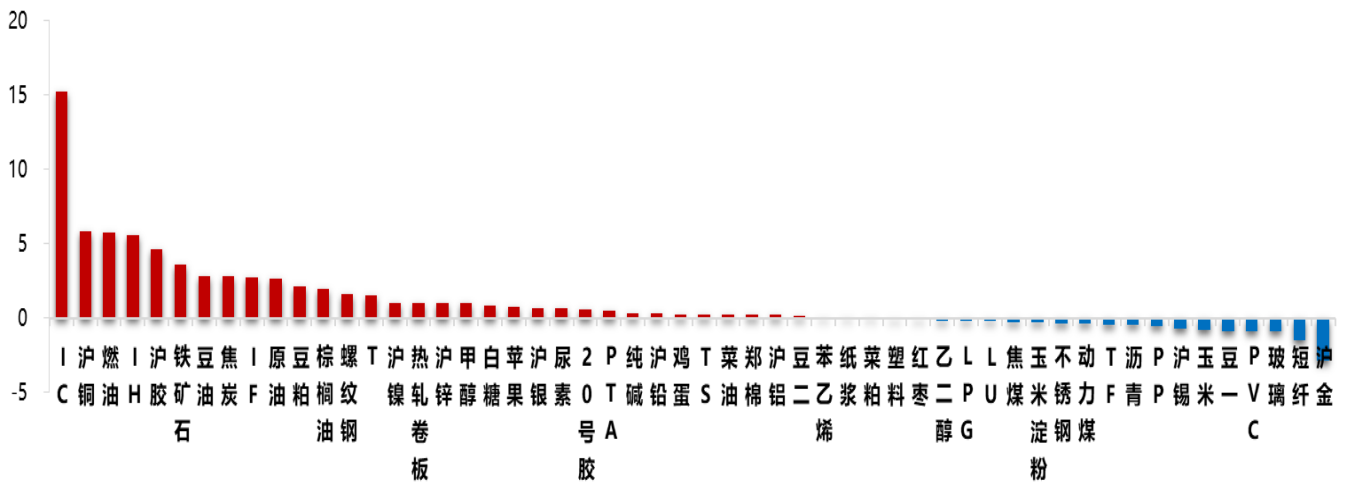 20
15
10
5
0
-5
IC
沪铜
燃油
IH
沪胶
铁矿石
豆油
焦炭
IF
原油
豆粕
棕榈油
螺纹钢
T
沪镍
热轧卷板
沪锌
甲醇
白糖
苹果
沪银
尿素
20号胶
PTA
纯碱
沪铅
鸡蛋
TS
菜油
郑棉
沪铝
豆二
苯乙烯
纸浆
菜粕
塑料
红枣
乙二醇
LPG
LU
焦煤
玉米淀粉
不锈钢
动力煤
TF
沥青
PP
沪锡
玉米
豆一
PVC
玻璃
短纤
沪金